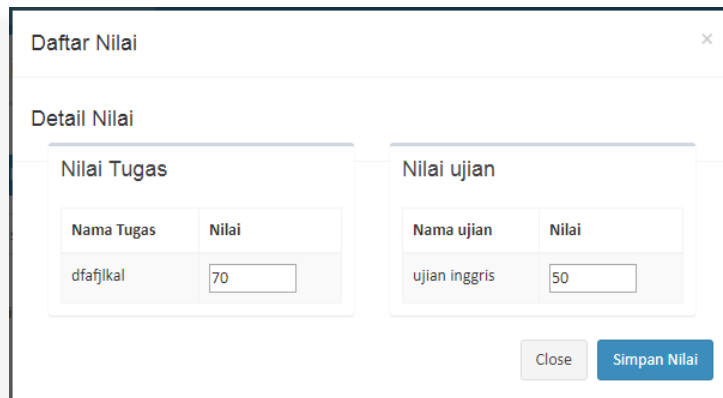 Daftar Nilai ×
Detail Nilai
Nilai Tugas
Nama Tugas Nilai
dfafjlkal 70
Nilai ujian
Nama ujian Nilai
ujian inggris 50
Close Simpan Nilai